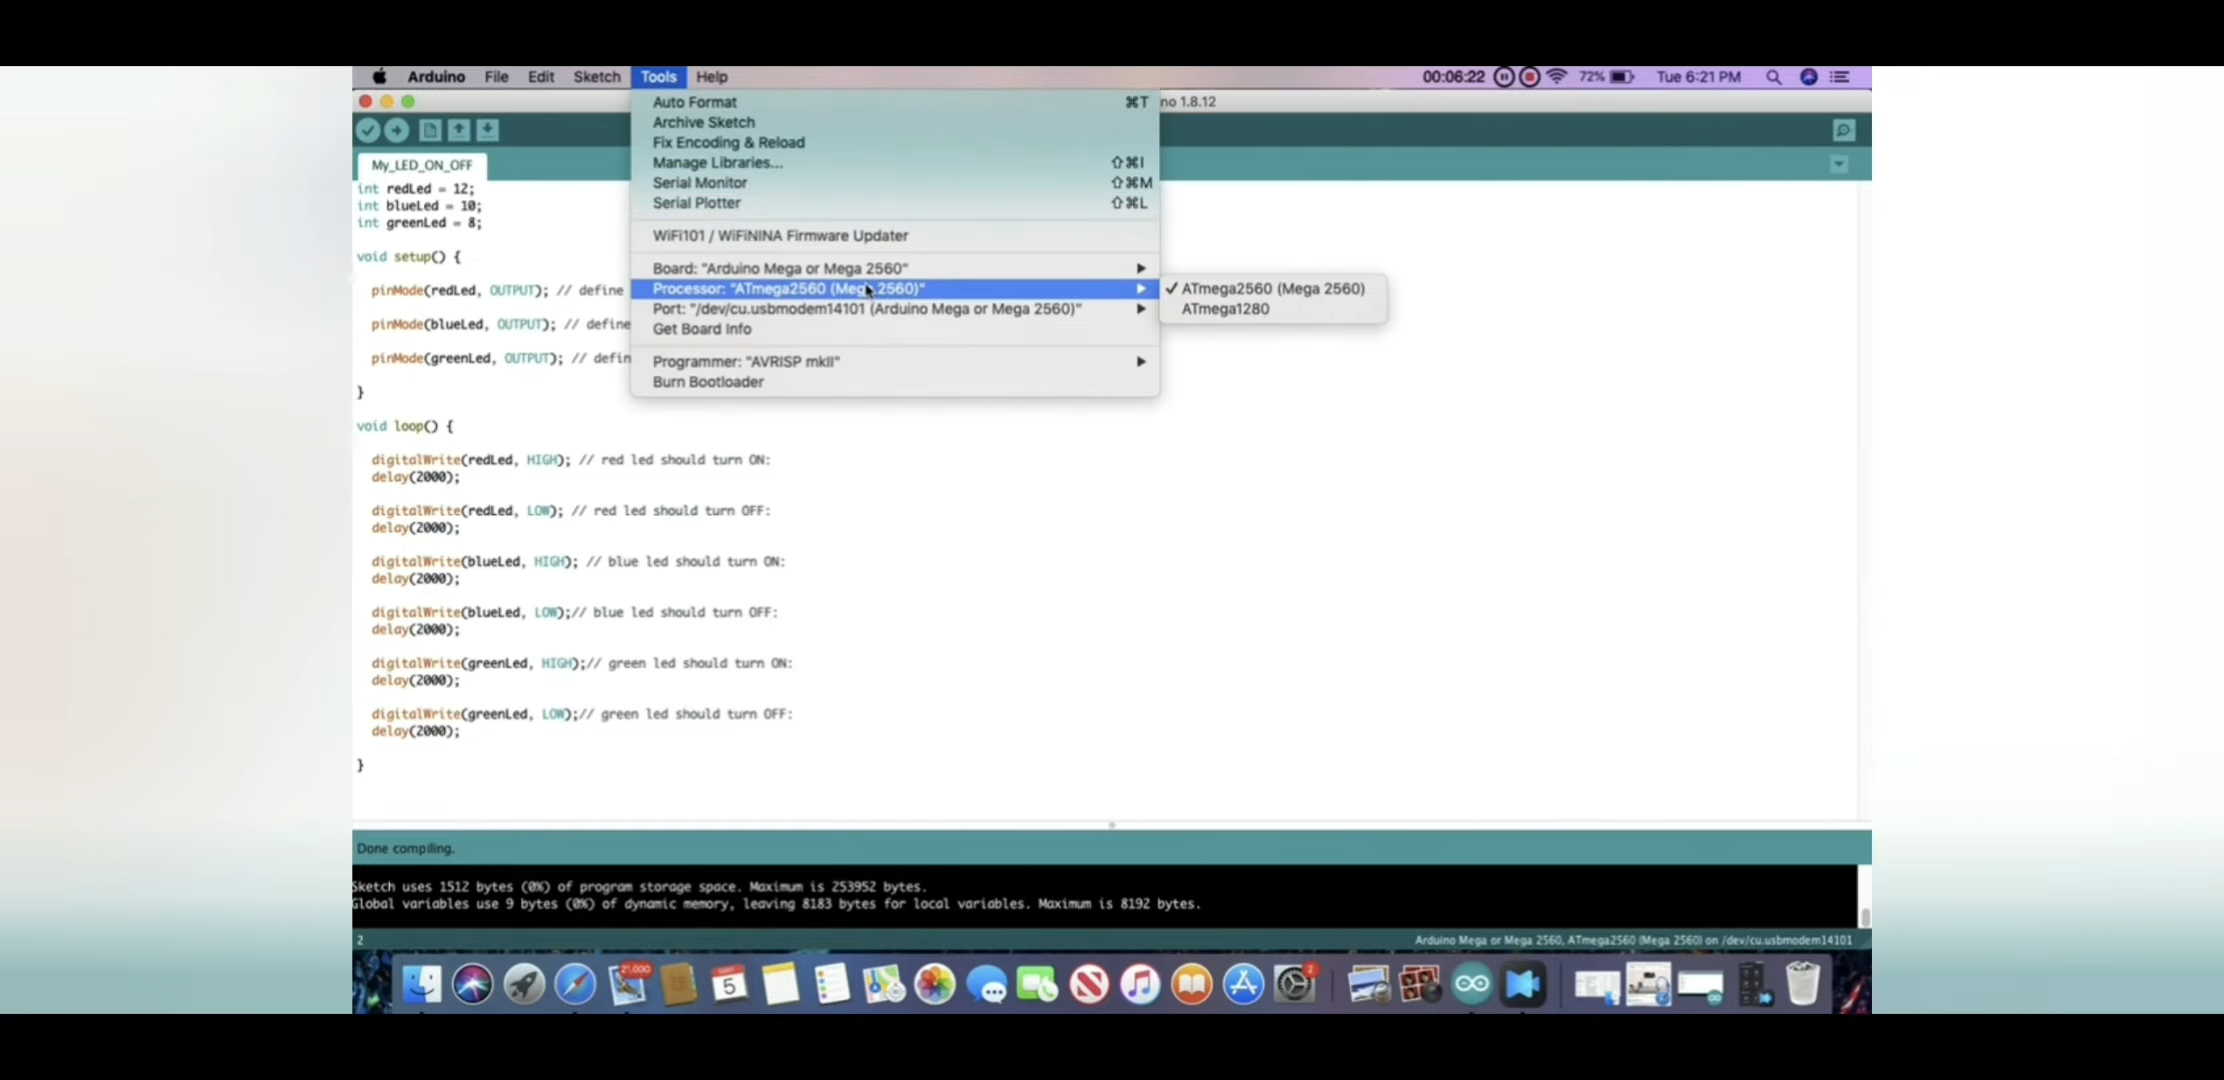 Arduino File Edit Sketch Tools Help 00:06:22 72% Tue 6:21 PM
no 1.8.12
Auto Format ⌘T
Archive Sketch
Fix Encoding & Reload
Manage Libraries... ⇧⌘I
Serial Monitor ⇧⌘M
Serial Plotter ⇧⌘L
WiFi101 / WiFiNINA Firmware Updater
Board: "Arduino Mega or Mega 2560"
Processor: "ATmega2560 (Mega 2560)"
Port: "/dev/cu.usbmodem14101 (Arduino Mega or Mega 2560)"
Get Board Info
Programmer: "AVRISP mkII"
Burn Bootloader
✓ ATmega2560 (Mega 2560)
ATmega1280
My_LED_ON_OFF
int redLed = 12;
int blueLed = 10;
int greenLed = 8;
void setup() {
pinMode(redLed, OUTPUT); // define
pinMode(blueLed, OUTPUT); // define
pinMode(greenLed, OUTPUT); // defin
}
void loop() {
digitalWrite(redLed, HIGH); // red led should turn ON:
delay(2000);
digitalWrite(redLed, LOW); // red led should turn OFF:
delay(2000);
digitalWrite(blueLed, HIGH); // blue led should turn ON:
delay(2000);
digitalWrite(blueLed, LOW);// blue led should turn OFF:
delay(2000);
digitalWrite(greenLed, HIGH);// green led should turn ON:
delay(2000);
digitalWrite(greenLed, LOW);// green led should turn OFF:
delay(2000);
}
Done compiling.
Sketch uses 1512 bytes (0%) of program storage space. Maximum is 253952 bytes.
Global variables use 9 bytes (0%) of dynamic memory, leaving 8183 bytes for local variables. Maximum is 8192 bytes.
2 Arduino Mega or Mega 2560, ATmega2560 (Mega 2560) on /dev/cu.usbmodem14101
21,000
5
2